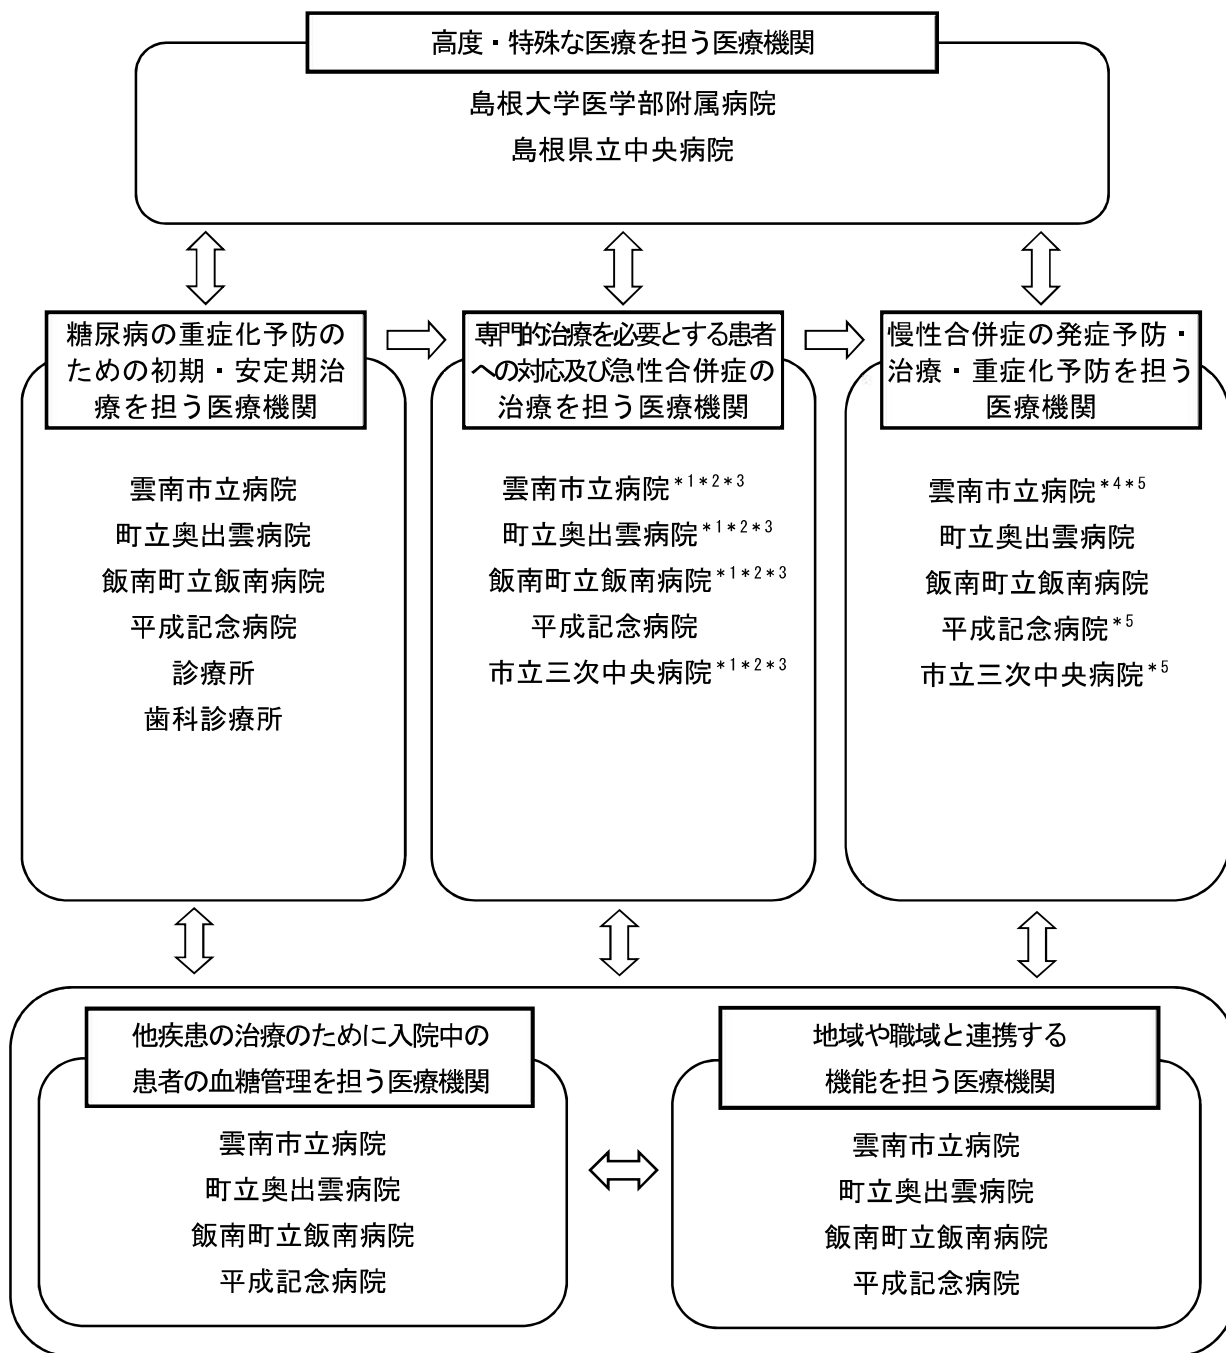 高度・特殊な医療を担う医療機関
島根大学医学部附属病院
島根県立中央病院
糖尿病の重症化予防の
ための初期・安定期治
療を担う医療機関
雲南市立病院
町立奥出雲病院
飯南町立飯南病院
平成記念病院
診療所
歯科診療所
専門的治療を必要とする患者
への対応及び急性合併症の
治療を担う医療機関
雲南市立病院*1*2*3
町立奥出雲病院*1*2*3
飯南町立飯南病院*1*2*3
平成記念病院
市立三次中央病院*1*2*3
慢性合併症の発症予防・
治療・重症化予防を担う
医療機関
雲南市立病院*4*5
町立奥出雲病院
飯南町立飯南病院
平成記念病院*5
市立三次中央病院*5
他疾患の治療のために入院中の
患者の血糖管理を担う医療機関
雲南市立病院
町立奥出雲病院
飯南町立飯南病院
平成記念病院
地域や職域と連携する
機能を担う医療機関
雲南市立病院
町立奥出雲病院
飯南町立飯南病院
平成記念病院